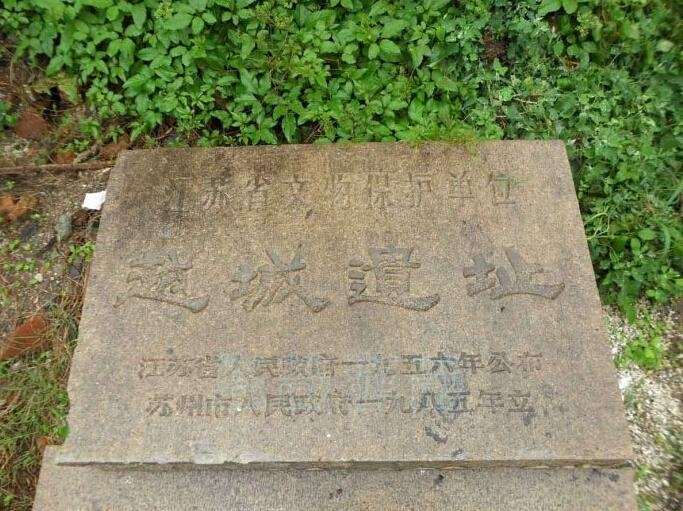 江苏省文物保护单位
越城遺址
江苏省人民政府一九五六年公布
苏州市人民政府一九八五年立